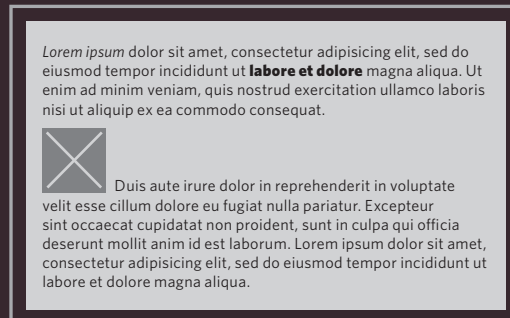 Lorem ipsum dolor sit amet, consectetur adipisicing elit, sed do
eiusmod tempor incididunt ut labore et dolore magna aliqua. Ut
enim ad minim veniam, quis nostrud exercitation ullamco laboris
nisi ut aliquip ex ea commodo consequat.
Duis aute irure dolor in reprehenderit in voluptate
velit esse cillum dolore eu fugiat nulla pariatur. Excepteur
sint occaecat cupidatat non proident, sunt in culpa qui officia
deserunt mollit anim id est laborum. Lorem ipsum dolor sit amet,
consectetur adipisicing elit, sed do eiusmod tempor incididunt ut
labore et dolore magna aliqua.